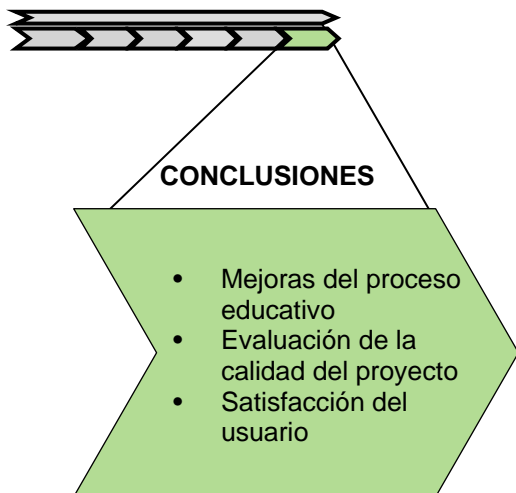 CONCLUSIONES
• Mejoras del proceso
educativo
• Evaluación de la
calidad del proyecto
• Satisfacción del
usuario